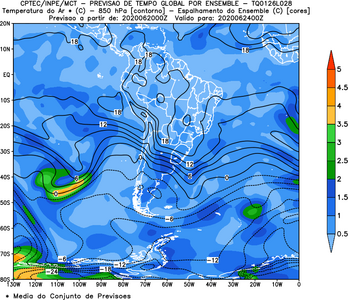 CPTEC/INPE/MCT - PREVISAO DE TEMPO GLOBAL POR ENSEMBLE - TQ0126L028
Temperatura do Ar * (C) - 850 hPa [contorno] - Espalhamento do Ensemble (C) [cores]
Previsao a partir de: 2020062000Z Valido para: 2020062400Z
20N
10N
EQ
10S
20S
30S
40S
50S
60S
70S
80S
130W 120W 110W 100W 90W 80W 70W 60W 50W 40W 30W 20W 10W 0
18
18
18
18
18
12
12
6
6
0
0
-6
-6
-12
-12
-18
-24
5
4.5
4
3.5
3
2.5
2
1.5
1
0.5
* Media do Conjunto de Previsoes